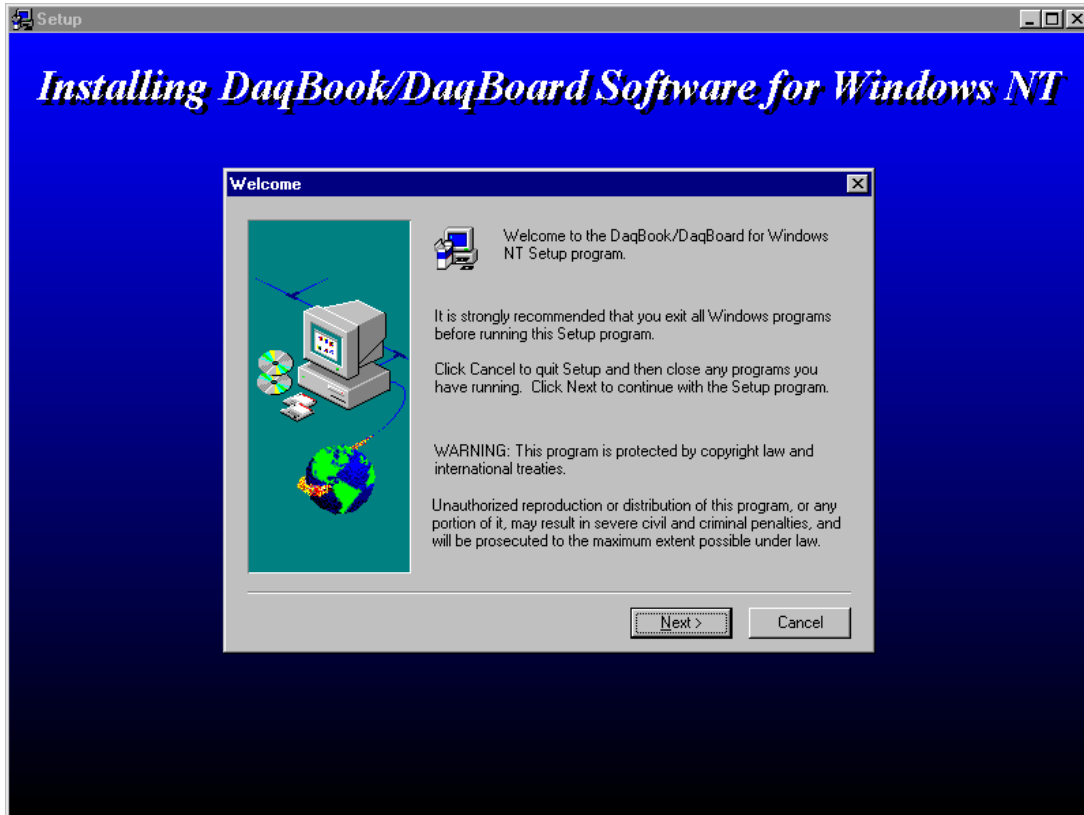 Setup
Installing DaqBook/DaqBoard Software for Windows NT
Welcome
Welcome to the DaqBook/DaqBoard for Windows
NT Setup program.
It is strongly recommended that you exit all Windows programs
before running this Setup program.
Click Cancel to quit Setup and then close any programs you
have running.  Click Next to continue with the Setup program.
WARNING: This program is protected by copyright law and
international treaties.
Unauthorized reproduction or distribution of this program, or any
portion of it, may result in severe civil and criminal penalties, and
will be prosecuted to the maximum extent possible under law.
Next >
Cancel